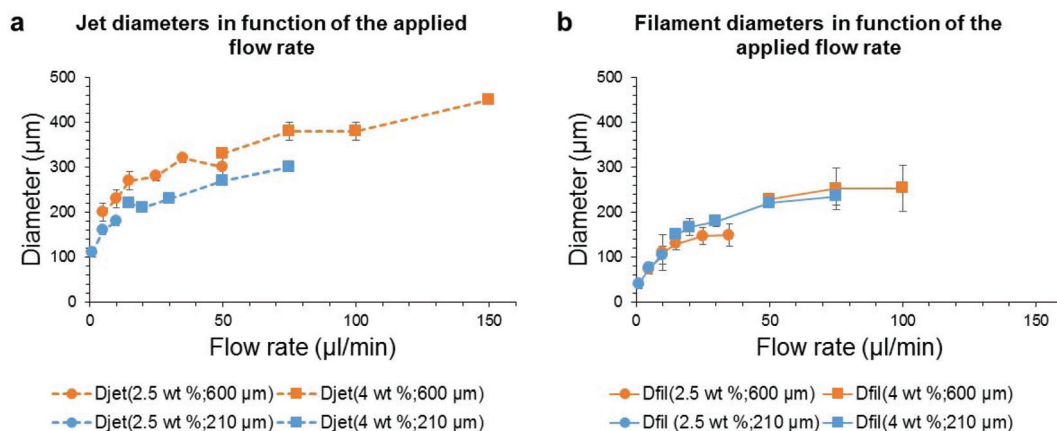 a
Jet diameters in function of the applied
flow rate
500
400
300
200
100
0
Diameter (µm)
0
50
100
150
Flow rate (µl/min)
Djet(2.5 wt %;600 µm)
Djet(4 wt %;600 µm)
Djet(2.5 wt %;210 µm)
Djet(4 wt %;210 µm)
b
Filament diameters in function of the
applied flow rate
500
400
300
200
100
0
Diameter (µm)
0
50
100
150
Flow rate (µl/min)
Dfil(2.5 wt %;600 µm)
Dfil(4 wt %;600 µm)
Dfil (2.5 wt %;210 µm)
Dfil(4 wt %;210 µm)